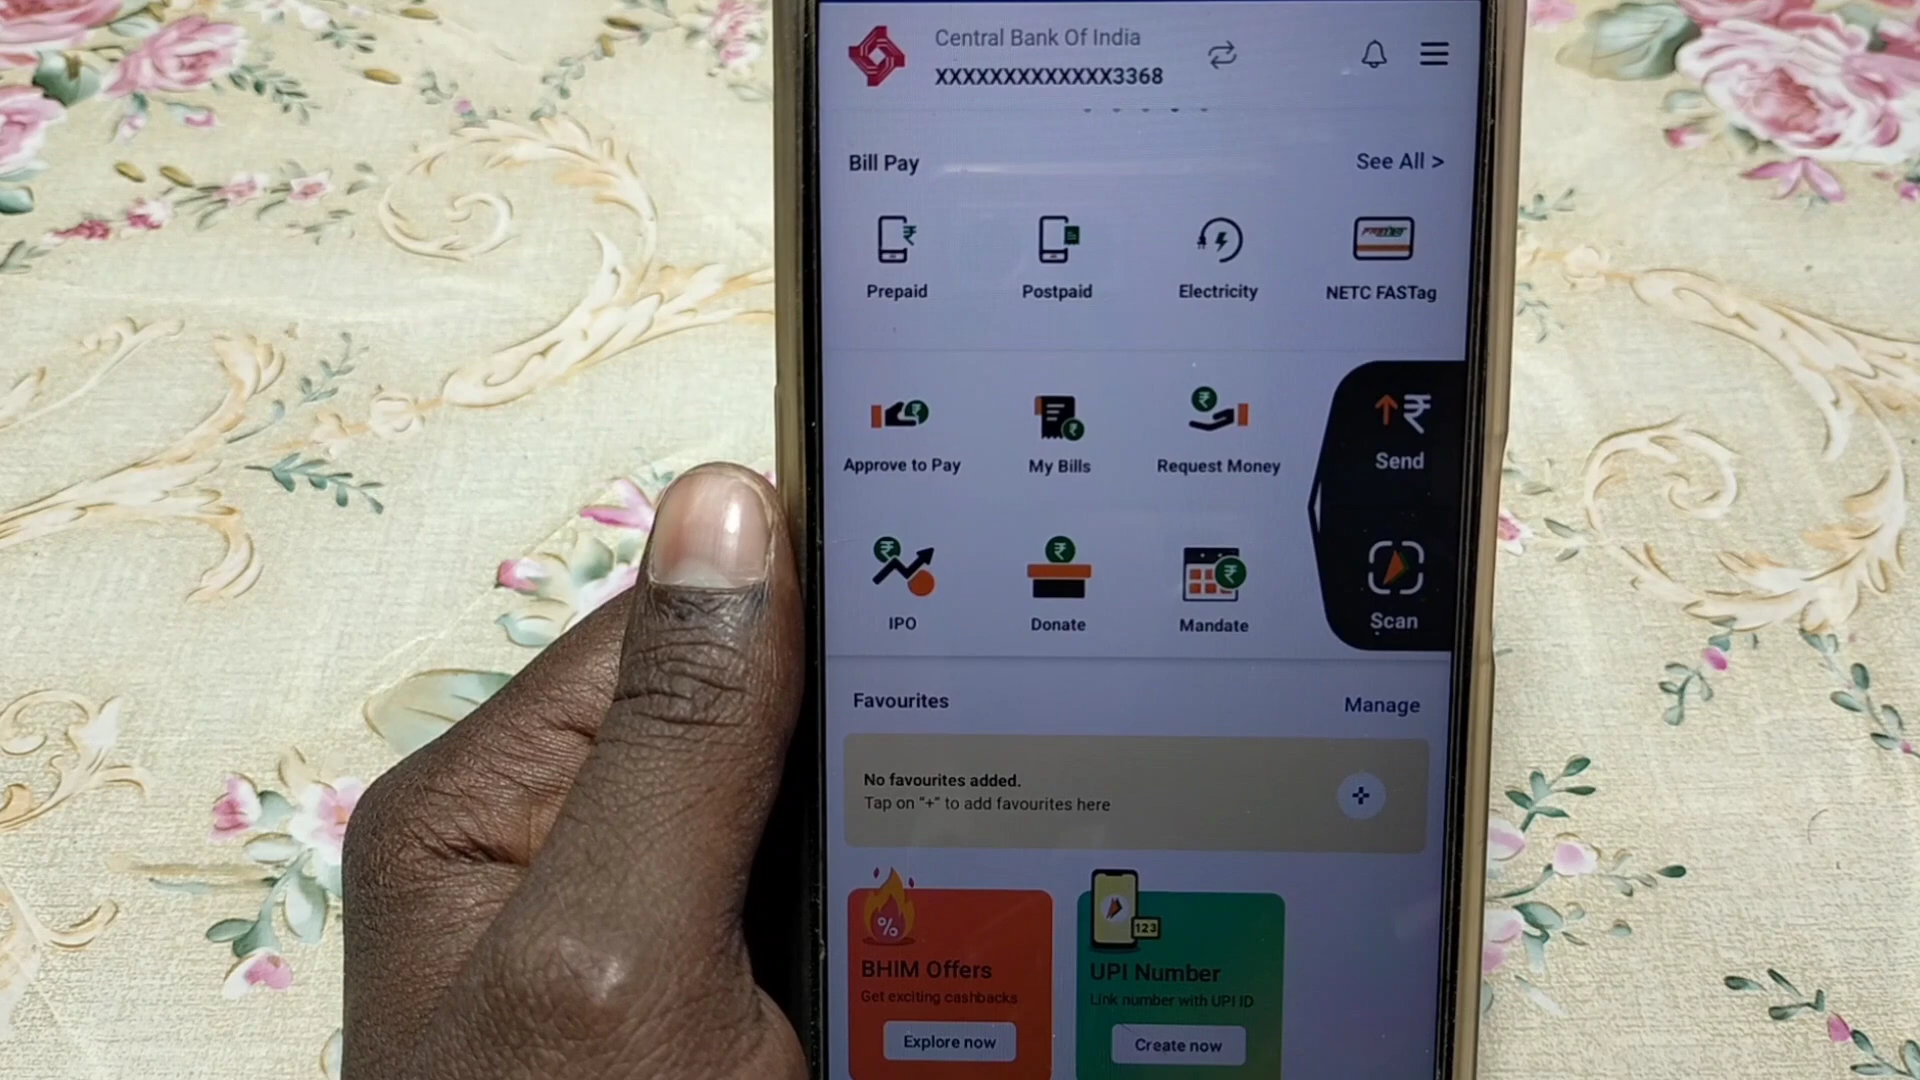 Central Bank Of India
XXXXXXXXXXXXX3368
Bill Pay
See All >
Prepaid
Postpaid
Electricity
NETC FASTag
Approve to Pay
My Bills
Request Money
Send
IPO
Donate
Mandate
Scan
Favourites
Manage
No favourites added.
Tap on "+" to add favourites here
%
123
BHIM Offers
Get exciting cashbacks
Explore now
UPI Number
Link number with UPI ID
Create now